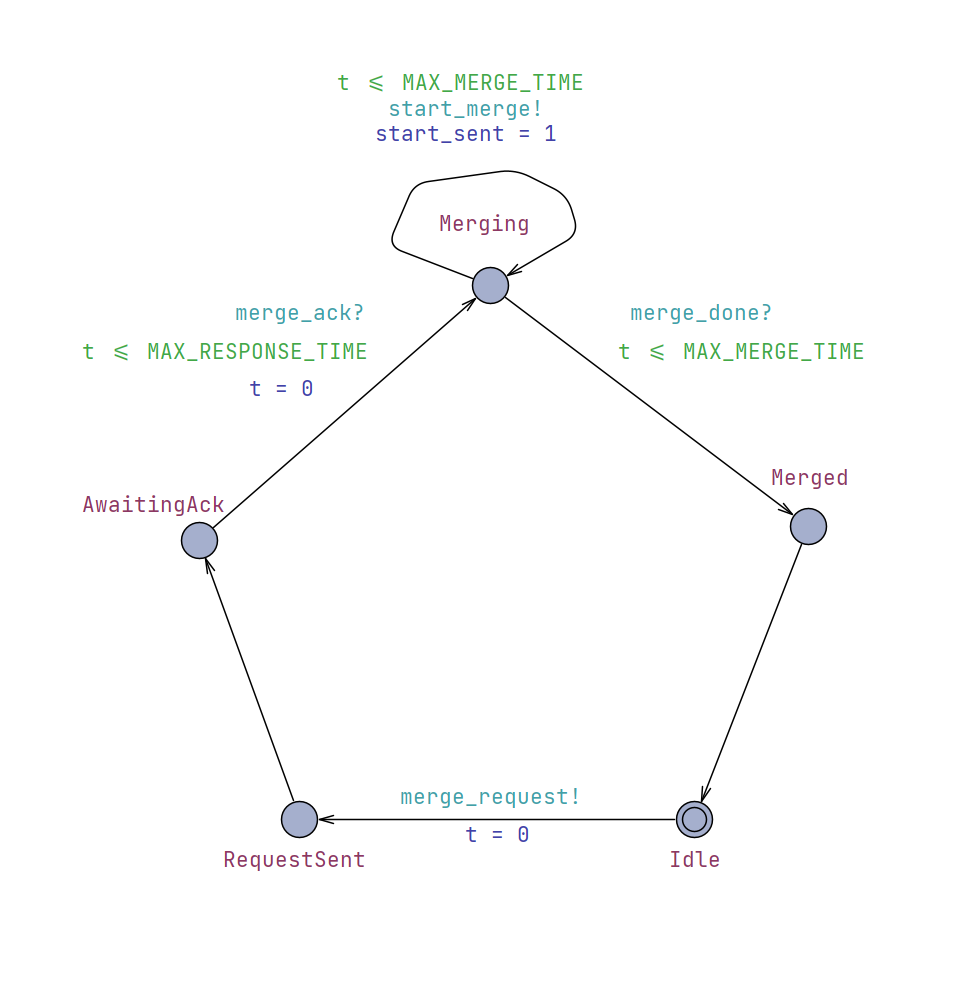 t ⩽ MAX_MERGE_TIME
start_merge!
start_sent = 1
Merging
merge_ack?
merge_done?
t ⩽ MAX_RESPONSE_TIME
t ⩽ MAX_MERGE_TIME
t = 0
Merged
AwaitingAck
merge_request!
t = 0
RequestSent
Idle